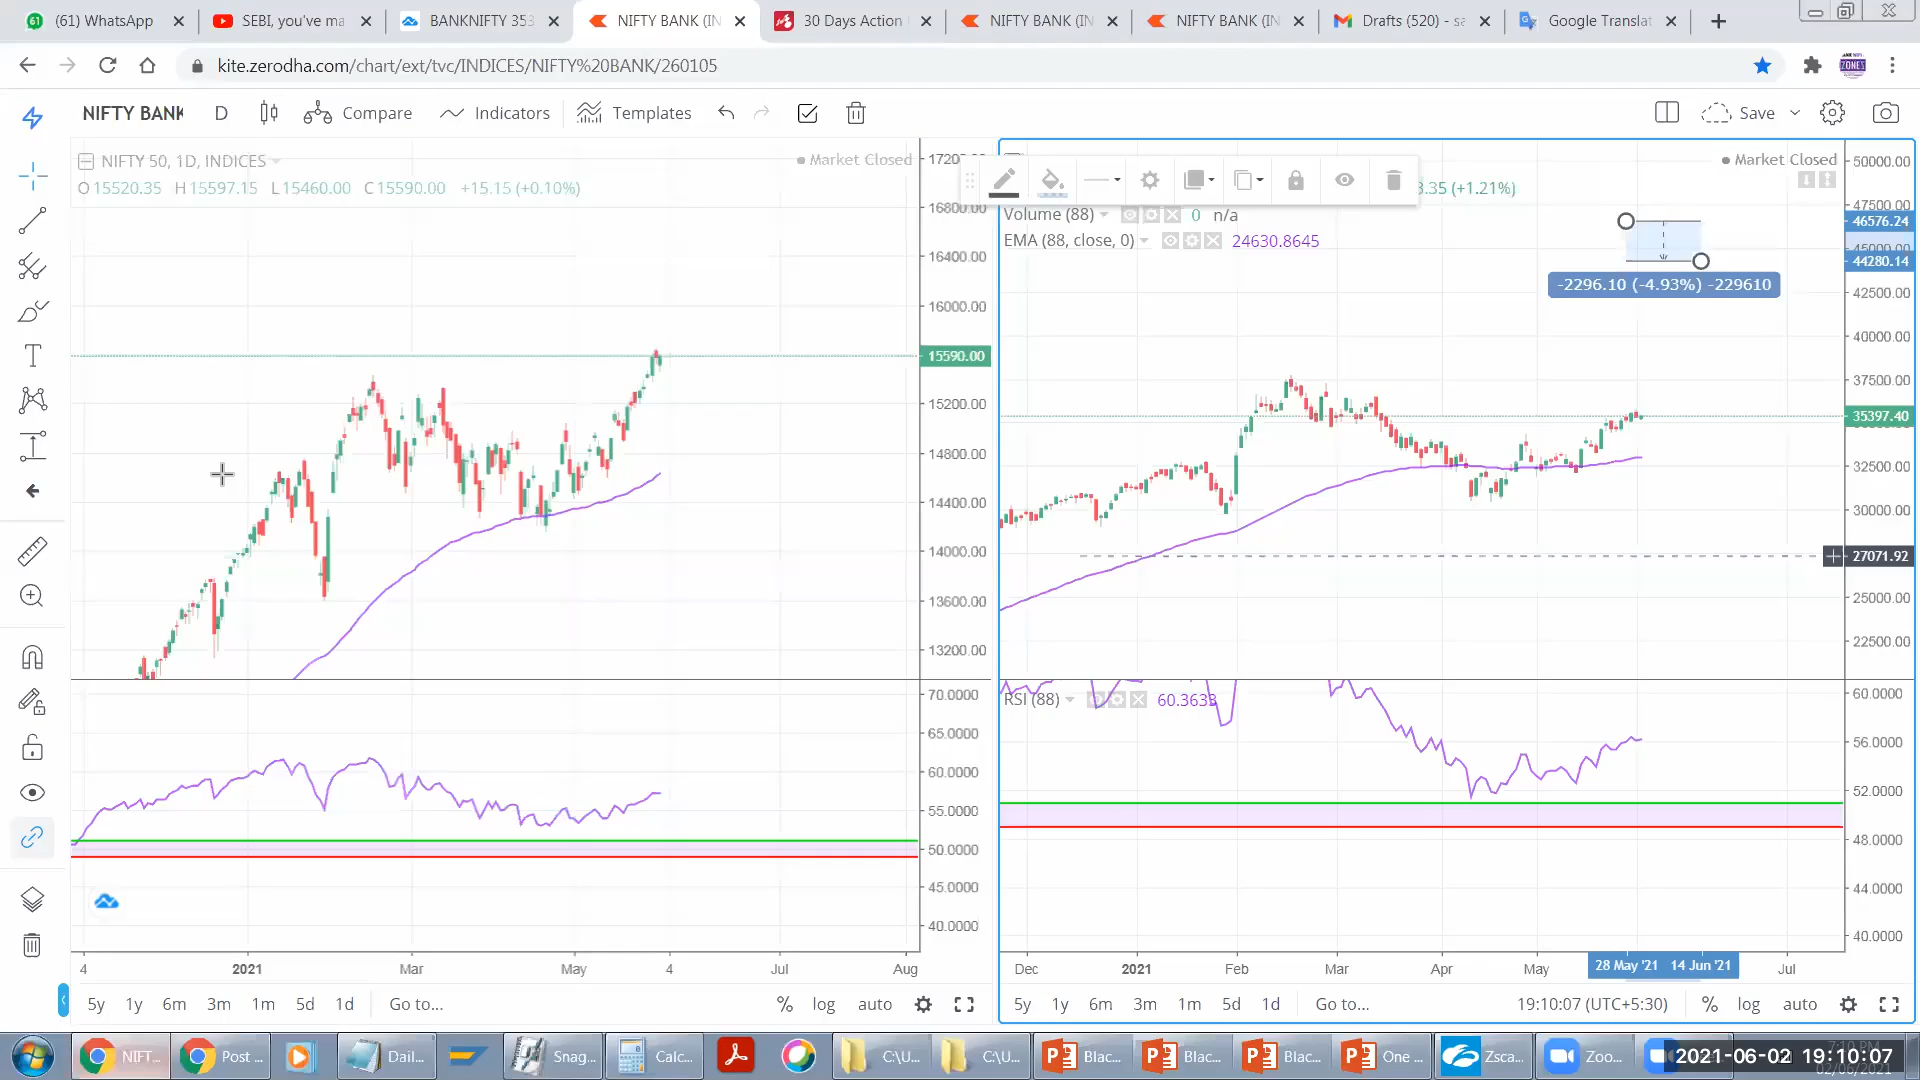 (61) WhatsApp
SEBI, you've ma
BANKNIFTY 353
NIFTY BANK (IN
30 Days Action
NIFTY BANK (IN
NIFTY BANK (IN
Drafts (520) - sa
Google Translat
kite.zerodha.com/chart/ext/tvc/INDICES/NIFTY%20BANK/260105
NIFTY BANK D Compare Indicators Templates Save
NIFTY 50, 1D, INDICES
Market Closed
O15520.35 H15597.15 L15460.00 C15590.00 +15.15 (+0.10%)
16800.00
16400.00
16000.00
15590.00
15200.00
14800.00
14400.00
14000.00
13600.00
13200.00
70.0000
65.0000
60.0000
55.0000
50.0000
45.0000
40.0000
4 2021 Mar May 4 Jul Aug
5y 1y 6m 3m 1m 5d 1d Go to... % log auto
Market Closed
3.35 (+1.21%)
Volume (88) 0 n/a
EMA (88, close, 0) 24630.8645
-2296.10 (-4.93%) -229610
50000.00
47500.00
46576.24
45000.00
44280.14
42500.00
40000.00
37500.00
35397.40
32500.00
30000.00
27071.92
25000.00
22500.00
RSI (88) 60.3633
60.0000
56.0000
52.0000
48.0000
44.0000
40.0000
Dec 2021 Feb Mar Apr May 28 May '21 14 Jun '21 Jul
5y 1y 6m 3m 1m 5d 1d Go to... 19:10:07 (UTC+5:30) % log auto
NIFT...
Post ...
Dail...
Snag...
Calc...
C:\U...
C:\U...
Blac...
Blac...
Blac...
One ...
Zsca...
Zoo...
2021-06-02 19:10:07
02/06/2021